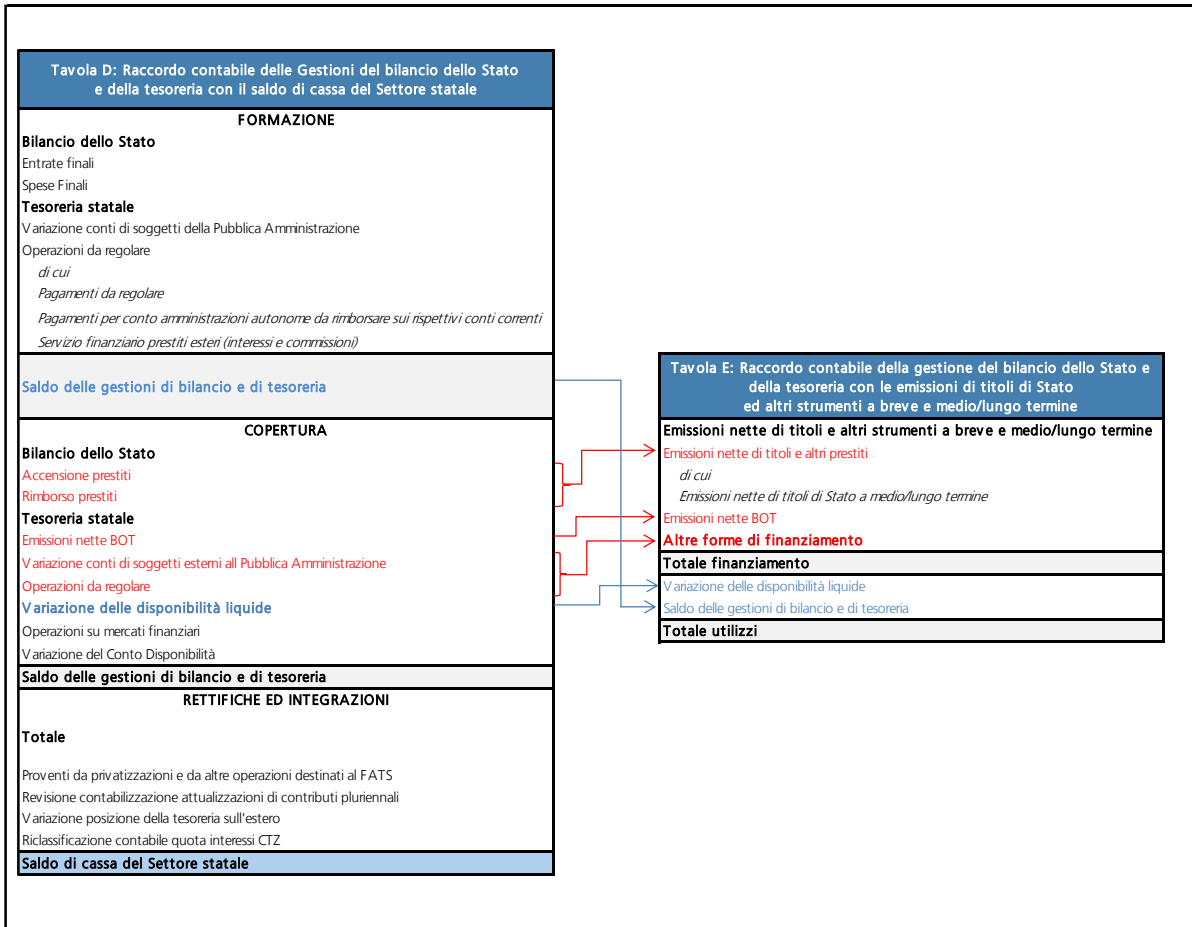 Tavola D: Raccordo contabile delle Gestioni del bilancio dello Stato
e della tesoreria con il saldo di cassa del Settore statale
FORMAZIONE
Bilancio dello Stato
Entrate finali
Spese Finali
Tesoreria statale
Variazione conti di soggetti della Pubblica Amministrazione
Operazioni da regolare
di cui
Pagamenti da regolare
Pagamenti per conto amministrazioni autonome da rimborsare sui rispettivi conti correnti
Servizio finanziario prestiti esteri (interessi e commissioni)
Saldo delle gestioni di bilancio e di tesoreria
COPERTURA
Bilancio dello Stato
Accensione prestiti
Rimborso prestiti
Tesoreria statale
Emissioni nette BOT
Variazione conti di soggetti esterni all Pubblica Amministrazione
Operazioni da regolare
Variazione delle disponibilità liquide
Operazioni su mercati finanziari
Variazione del Conto Disponibilità
Saldo delle gestioni di bilancio e di tesoreria
RETTIFICHE ED INTEGRAZIONI
Totale
Proventi da privatizzazioni e da altre operazioni destinati al FATS
Revisione contabilizzazione attualizzazioni di contributi pluriennali
Variazione posizione della tesoreria sull'estero
Riclassificazione contabile quota interessi CTZ
Saldo di cassa del Settore statale
Tavola E: Raccordo contabile della gestione del bilancio dello Stato e
della tesoreria con le emissioni di titoli di Stato
ed altri strumenti a breve e medio/lungo termine
Emissioni nette di titoli e altri strumenti a breve e medio/lungo termine
Emissioni nette di titoli e altri prestiti
di cui
Emissioni nette di titoli di Stato a medio/lungo termine
Emissioni nette BOT
Altre forme di finanziamento
Totale finanziamento
Variazione delle disponibilità liquide
Saldo delle gestioni di bilancio e di tesoreria
Totale utilizzi